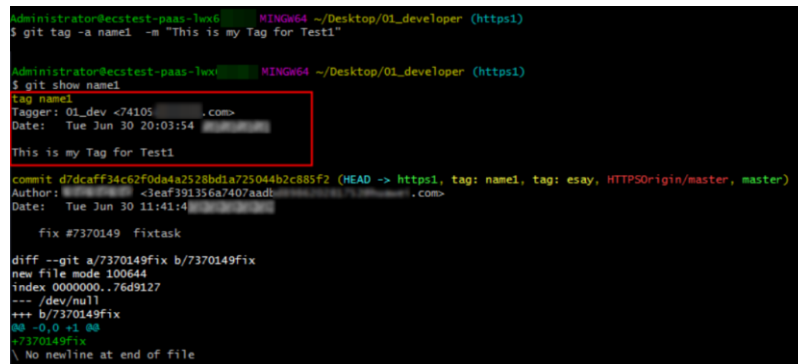 Administrator@ecstest-paas-lwx6 MINGW64 ~/Desktop/01_developer (https1)
$ git tag -a name1 -m "This is my Tag for Test1"
Administrator@ecstest-paas-lwx MINGW64 ~/Desktop/01_developer (https1)
$ git show name1
tag name1
Tagger: 01_dev <74105 .com>
Date: Tue Jun 30 20:03:54
This is my Tag for Test1
commit d7dcaff34c62f0da4a2528bd1a725044b2c885f2 (HEAD -> https1, tag: name1, tag: esay, HTTPSOrigin/master, master)
Author: <3eaf391356a7407aadb .com>
Date: Tue Jun 30 11:41:4
fix #7370149 fixtask
diff --git a/7370149fix b/7370149fix
new file mode 100644
index 0000000..76d9127
--- /dev/null
+++ b/7370149fix
@@ -0,0 +1 @@
+7370149fix
\ No newline at end of file